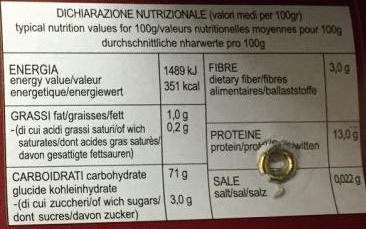 DICHIARAZIONE NUTRIZIONALE (valori medi per 100gr)
typical nutrition values for 100g/valeurs nutritionelles moyennes pour 100g
durchschnittliche nharwerte pro 100g
ENERGIA
energy value/valeur
energetique/energiewert
1489 kJ
351 kcal
FIBRE
dietary fiber/fibres
alimentaires/ballaststoffe
3,0 g
GRASSI fat/graisses/fett
-(di cui acidi grassi saturi/of wich
saturates/dont acides gras saturès/
davon gesattigte fettsauren)
1,0 g
0,2 g
PROTEINE
protein/
13,0 g
CARBOIDRATI carbohydrate
glucide kohleinhydrate
-(di cui zuccheri/of wich sugars/
dont sucres/davon zucker)
71 g
3,0 g
SALE
salt/sal/salz
0,022 g